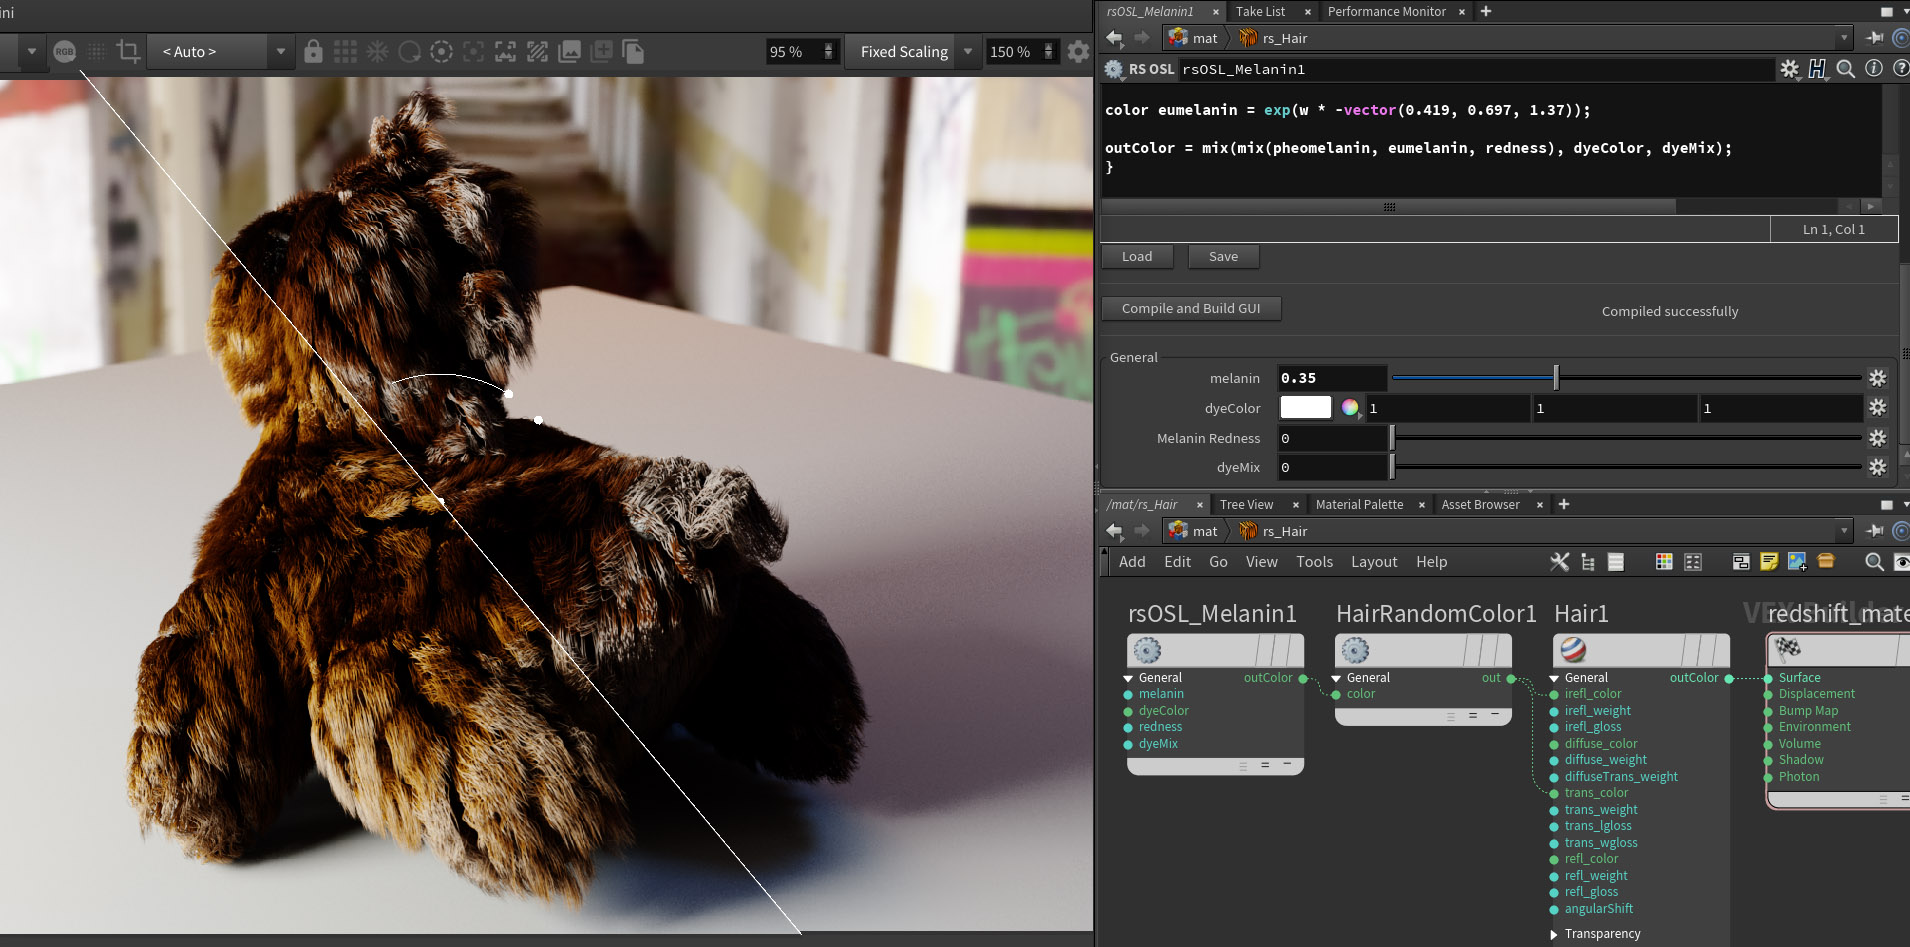 ini
RGB
< Auto >
95 %
Fixed Scaling
150 %
rsOSL_Melanin1
×
Take List
×
Performance Monitor
×
+
mat
rs_Hair
RS OSL
rsOSL_Melanin1
color eumelanin = exp(w * -vector(0.419, 0.697, 1.37));
outColor = mix(mix(pheomelanin, eumelanin, redness), dyeColor, dyeMix);
}
Ln 1, Col 1
Load
Save
Compile and Build GUI
Compiled successfully
General
melanin
0.35
dyeColor
1
1
1
Melanin Redness
0
dyeMix
0
/mat/rs_Hair
×
Tree View
×
Material Palette
×
Asset Browser
×
+
mat
rs_Hair
Add
Edit
Go
View
Tools
Layout
Help
rsOSL_Melanin1
General
outColor
melanin
dyeColor
redness
dyeMix
HairRandomColor1
General
out
color
Hair1
General
outColor
irefl_color
irefl_weight
irefl_gloss
diffuse_color
diffuse_weight
diffuseTrans_weight
trans_color
trans_weight
trans_lgloss
trans_wgloss
refl_color
refl_weight
refl_gloss
angularShift
Transparency
redshift_mate
Surface
Displacement
Bump Map
Environment
Volume
Shadow
Photon